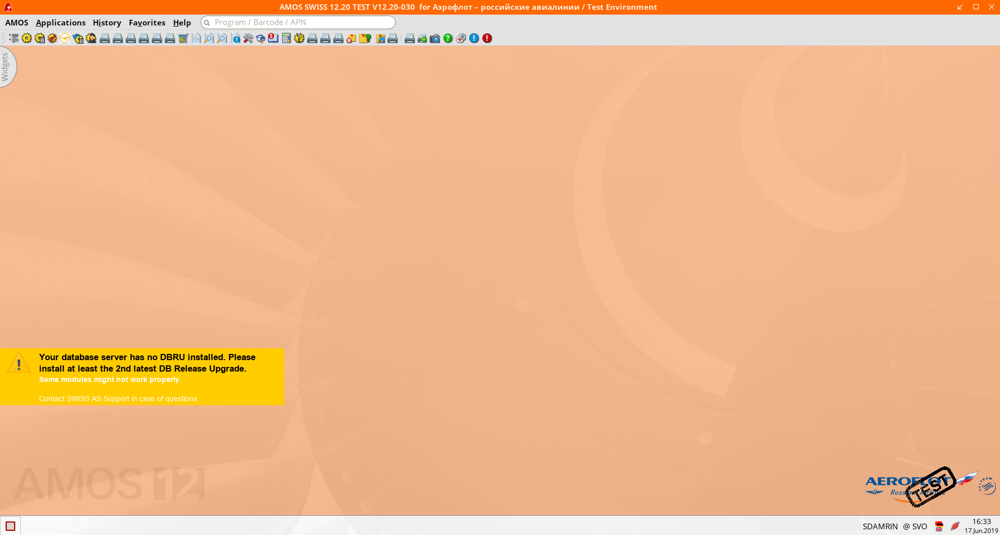 AMOS SWISS 12.20 TEST V12.20-030  for Аэрофлот – российские авиалинии / Test Environment
AMOS Applications History Favorites Help Program / Barcode / APN
Widgets
Your database server has no DBRU installed. Please
install at least the 2nd latest DB Release Upgrade.
Some modules might not work properly.
Contact SWISS AS Support in case of questions.
AMOS 12
AEROFLOT
Russian Airlines
TEST
SKYTEAM
SDAMRIN @ SVO
16:33
17.Jun.2019